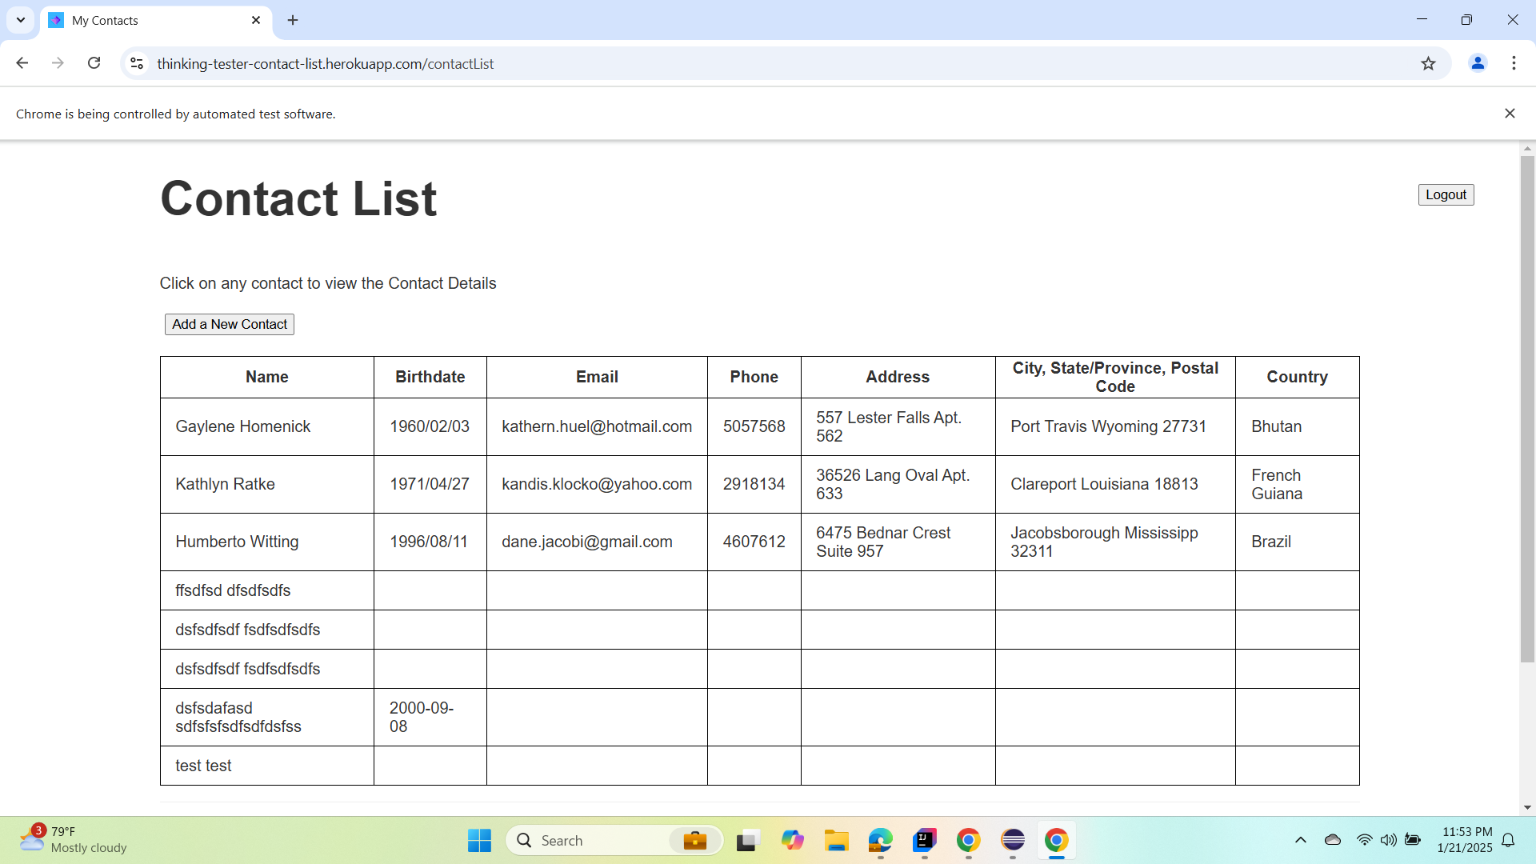 My Contacts
thinking-tester-contact-list.herokuapp.com/contactList
Chrome is being controlled by automated test software.
Contact List
Logout
Click on any contact to view the Contact Details
Add a New Contact
Name Birthdate Email Phone Address City, State/Province, Postal Code Country
Gaylene Homenick 1960/02/03 kathern.huel@hotmail.com 5057568 557 Lester Falls Apt. 562 Port Travis Wyoming 27731 Bhutan
Kathlyn Ratke 1971/04/27 kandis.klocko@yahoo.com 2918134 36526 Lang Oval Apt. 633 Clareport Louisiana 18813 French Guiana
Humberto Witting 1996/08/11 dane.jacobi@gmail.com 4607612 6475 Bednar Crest Suite 957 Jacobsborough Mississipp 32311 Brazil
ffsdfsd dfsdfsdfs
dsfsdfsdf fsdfsdfsdfs
dsfsdfsdf fsdfsdfsdfs
dsfsdafasd sdfsfsfsdfsdfdsfss 2000-09-08
test test
3
79°F
Mostly cloudy
Search
11:53 PM
1/21/2025